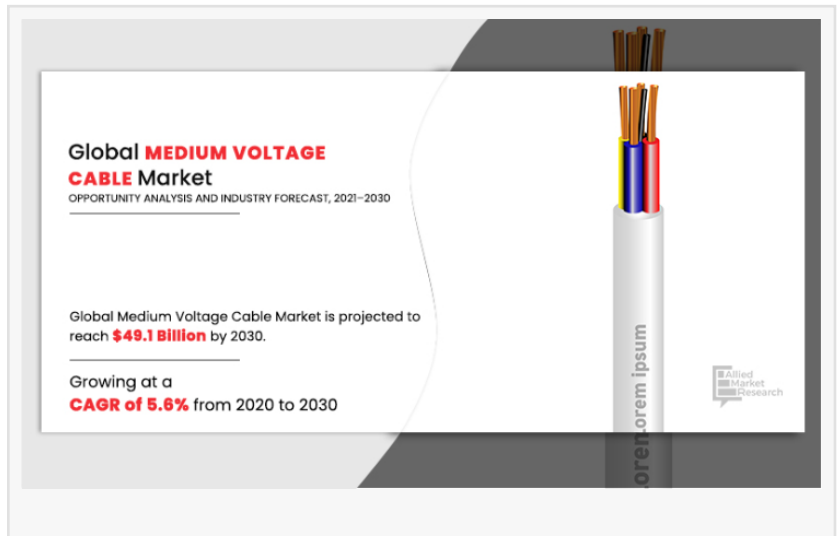 Global MEDIUM VOLTAGE
CABLE Market
OPPORTUNITY ANALYSIS AND INDUSTRY FORECAST, 2021–2030
Global Medium Voltage Cable Market is projected to
reach $49.1 Billion by 2030.
Growing at a
CAGR of 5.6% from 2020 to 2030
orem ipsum
.oren
Allied
Market
Research